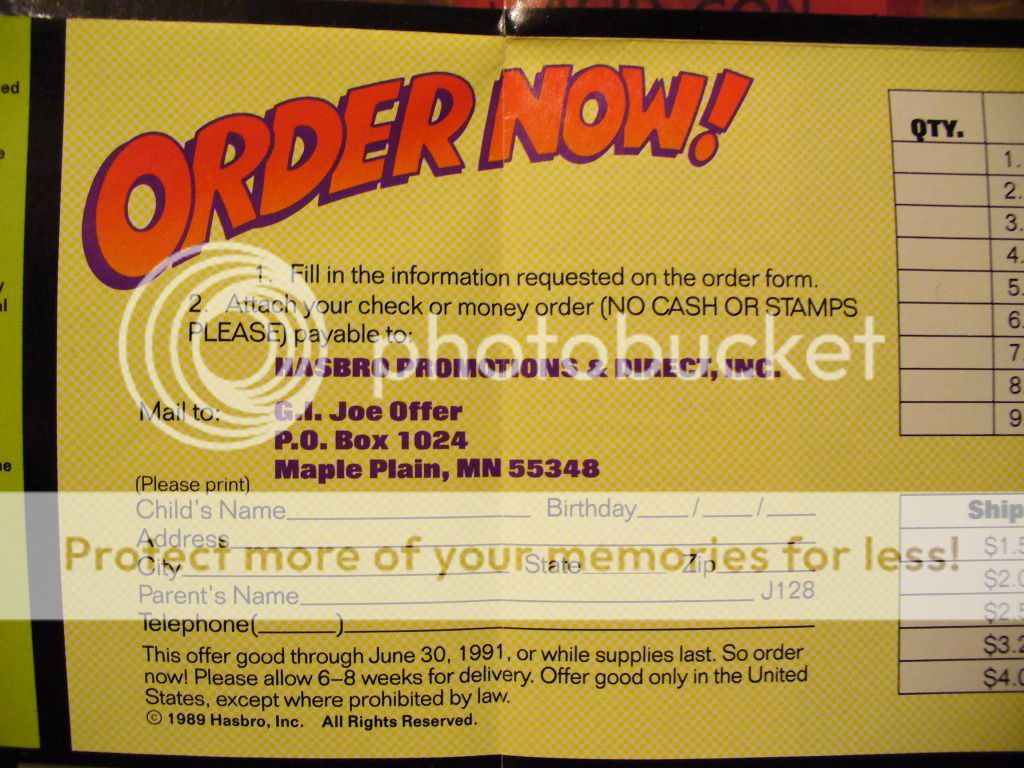 ORDER NOW!
1. Fill in the information requested on the order form.
2. Attach your check or money order (NO CASH OR STAMPS
PLEASE) payable to:
HASBRO PROMOTIONS & DIRECT, INC.
Mail to: G.I. Joe Offer
P.O. Box 1024
Maple Plain, MN 55348
(Please print)
Child's Name Birthday / /
Address
City State Zip
Parent's Name J128
Telephone( )
This offer good through June 30, 1991, or while supplies last. So order
now! Please allow 6–8 weeks for delivery. Offer good only in the United
States, except where prohibited by law.
© 1989 Hasbro, Inc. All Rights Reserved.
QTY.
1.
2.
3.
4.
5.
6.
7.
8.
9
Ship
$1.5
$2.0
$2.5
$3.2
$4.0
photobucket
Protect more of your memories for less!